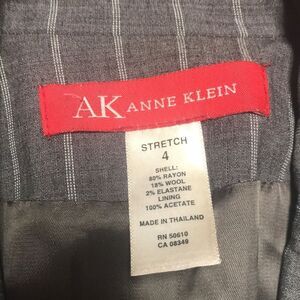 AK ANNE KLEIN
STRETCH
4
SHELL:
80% RAYON
18% WOOL
2% ELASTANE
LINING
100% ACETATE
MADE IN THAILAND
RN 50610
CA 08349